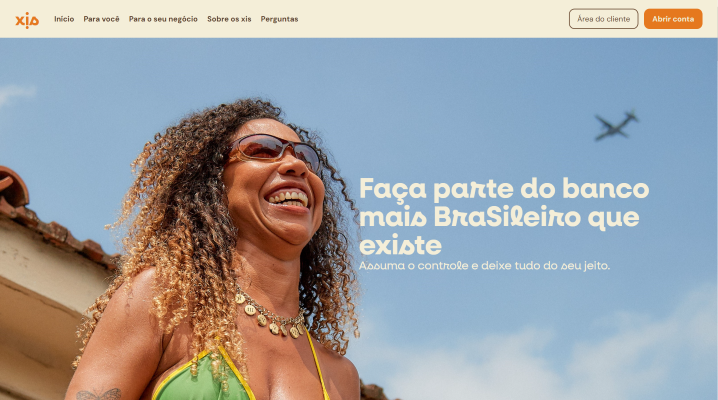 xis
Início
Para você
Para o seu negócio
Sobre os xis
Perguntas
Área do cliente
Abrir conta
Faça parte do banco
mais BraSileiro que
existe
Assuma o controle e deixe tudo do seu jeito.